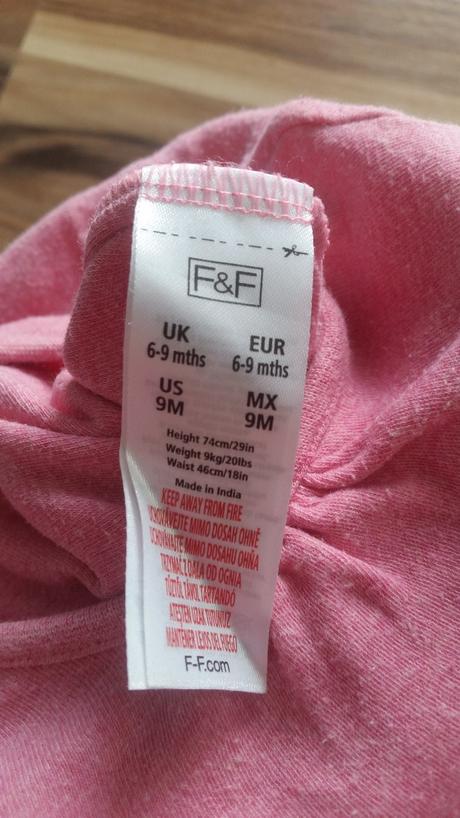 F&F
UK
6-9 mths
EUR
6-9 mths
US
9M
MX
9M
Height 74cm/29in
Weight 9kg/20lbs
Waist 46cm/18in
Made in India
KEEP AWAY FROM FIRE
UCHOVÁVEJTE MIMO DOSAH OHNĚ
UCHOVÁVAJTE MIMO DOSAHU OHŇA
TRZYMAĆ Z DALA OD OGNIA
TŰZTŐL TÁVOL TARTANDÓ
ATEŞTEN UZAK TUTUNUZ
MANTENER LEJOS DEL FUEGO
F-F.com